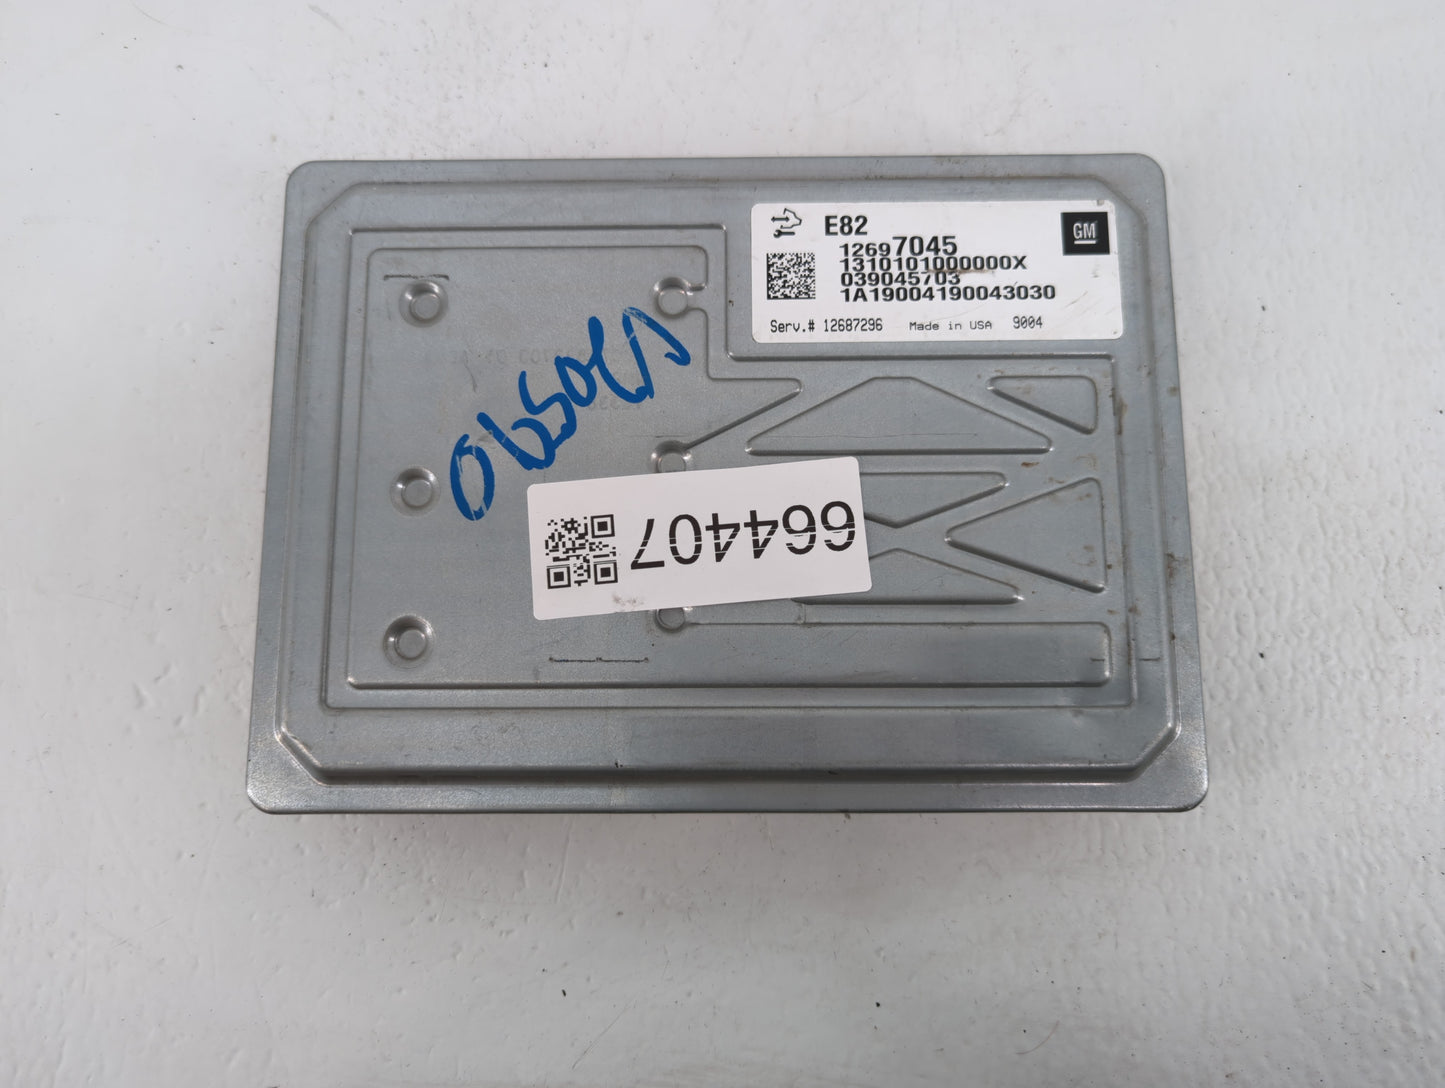 E82
GM
12697045
1310101000000X
039045703
1A19004190043030
Serv.# 12687296 Made in USA 9004
664407